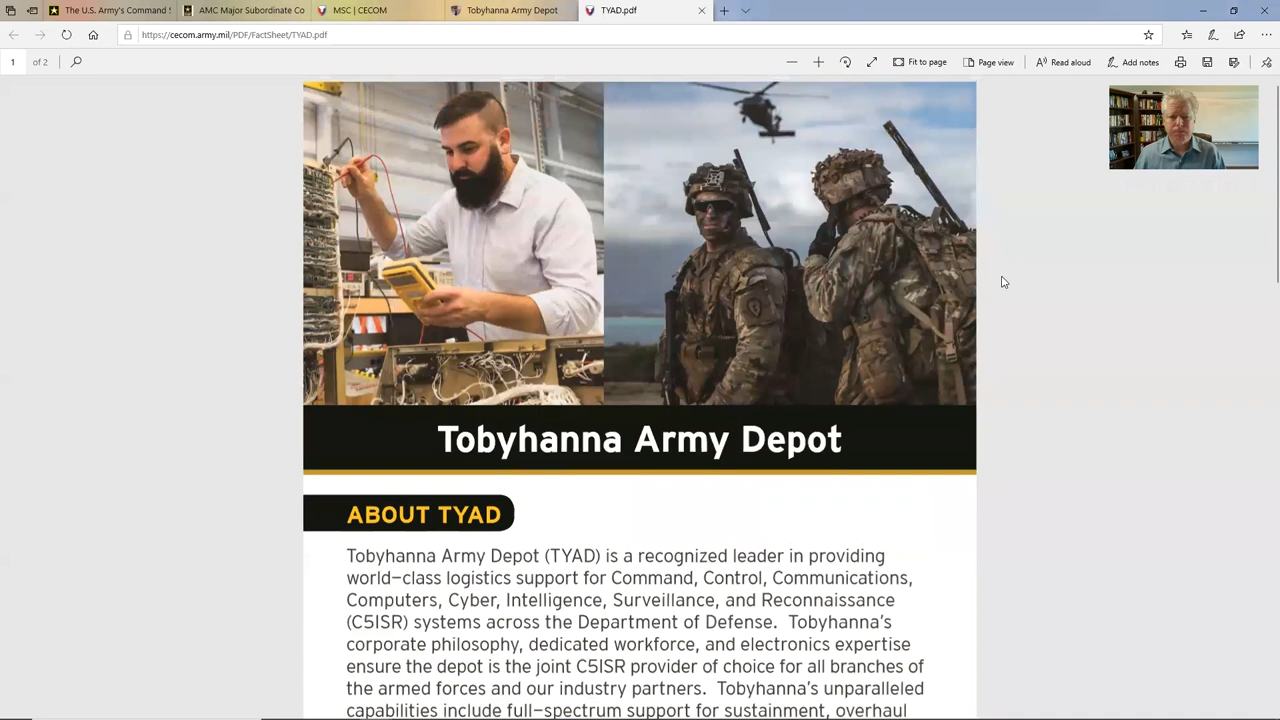 The U.S. Army's Command S
AMC Major Subordinate Co
MSC | CECOM
Tobyhanna Army Depot
TYAD.pdf
https://cecom.army.mil/PDF/FactSheet/TYAD.pdf
1 of 2
Fit to page
Page view
Read aloud
Add notes
Tobyhanna Army Depot
ABOUT TYAD
Tobyhanna Army Depot (TYAD) is a recognized leader in providing
world–class logistics support for Command, Control, Communications,
Computers, Cyber, Intelligence, Surveillance, and Reconnaissance
(C5ISR) systems across the Department of Defense. Tobyhanna's
corporate philosophy, dedicated workforce, and electronics expertise
ensure the depot is the joint C5ISR provider of choice for all branches of
the armed forces and our industry partners. Tobyhanna's unparalleled
capabilities include full–spectrum support for sustainment, overhaul